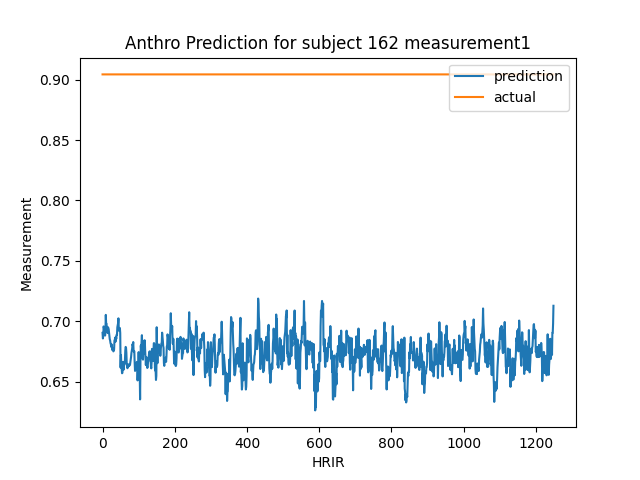 Anthro Prediction for subject 162 measurement1
prediction
actual
0.90
0.85
0.80
0.75
0.70
0.65
Measurement
0
200
400
600
800
1000
1200
HRIR